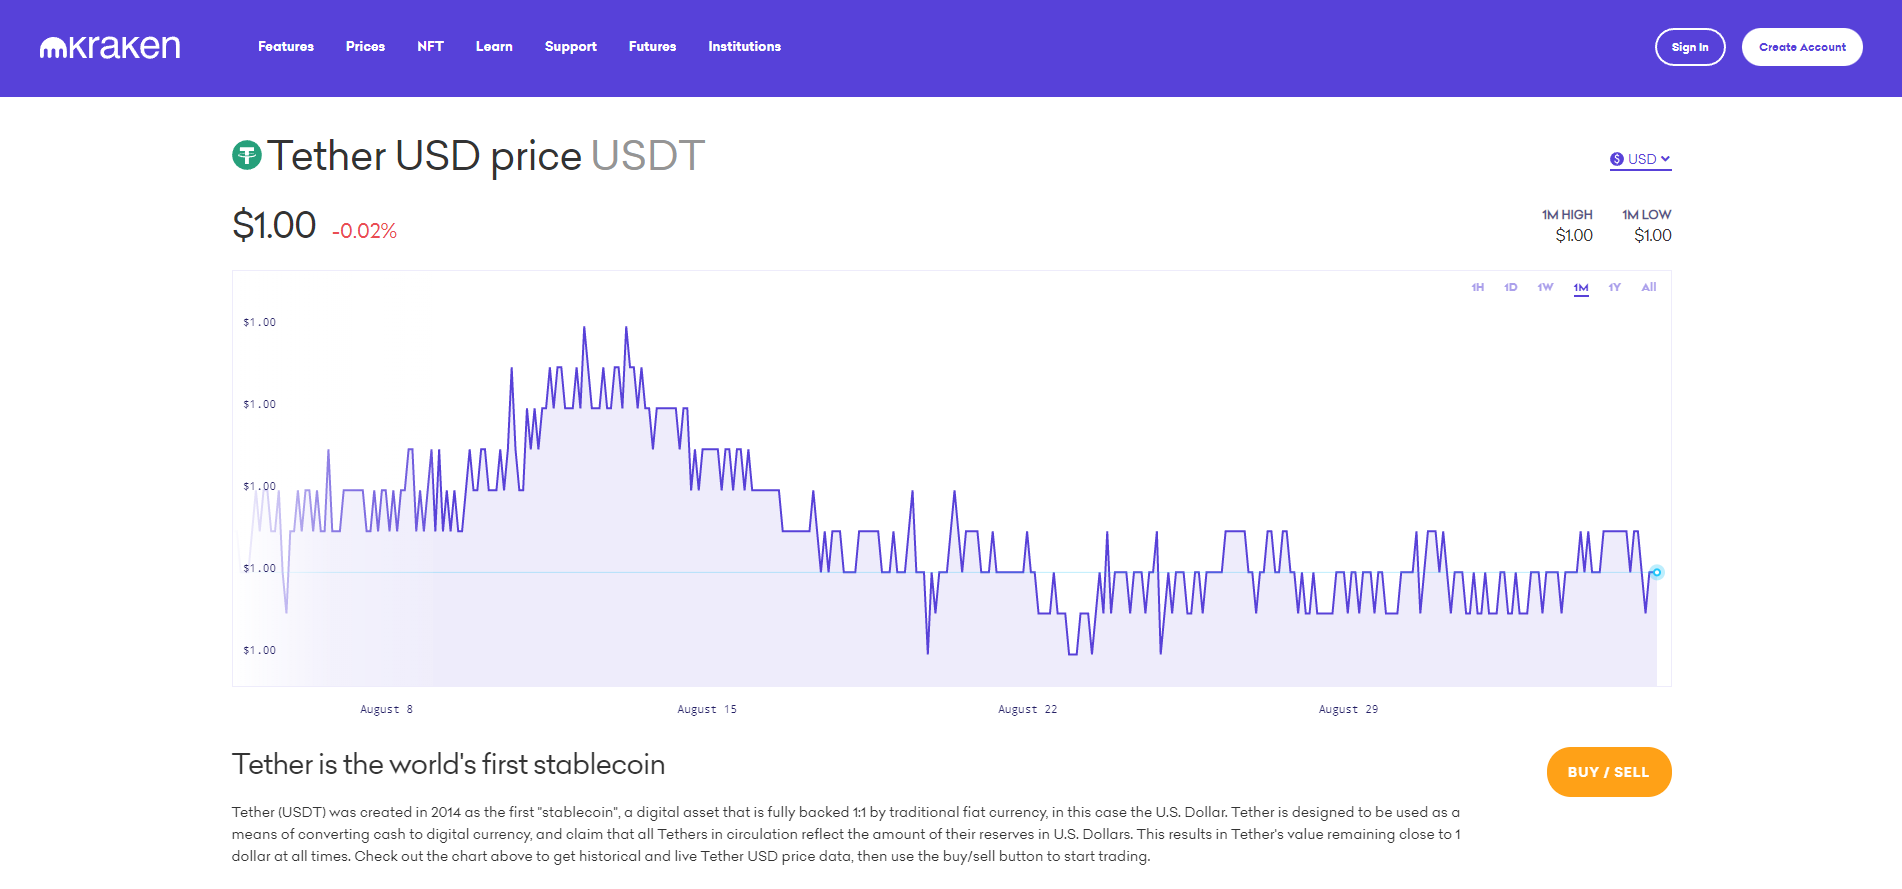 kraken
Features Prices NFT Learn Support Futures Institutions
Sign In Create Account
Tether USD price USDT
USD
$1.00 -0.02%
1M HIGH 1M LOW
$1.00 $1.00
1H 1D 1W 1M 1Y All
$1.00
$1.00
$1.00
$1.00
$1.00
August 8 August 15 August 22 August 29
Tether is the world's first stablecoin
BUY / SELL
Tether (USDT) was created in 2014 as the first "stablecoin", a digital asset that is fully backed 1:1 by traditional fiat currency, in this case the U.S. Dollar. Tether is designed to be used as a
means of converting cash to digital currency, and claim that all Tethers in circulation reflect the amount of their reserves in U.S. Dollars. This results in Tether's value remaining close to 1
dollar at all times. Check out the chart above to get historical and live Tether USD price data, then use the buy/sell button to start trading.